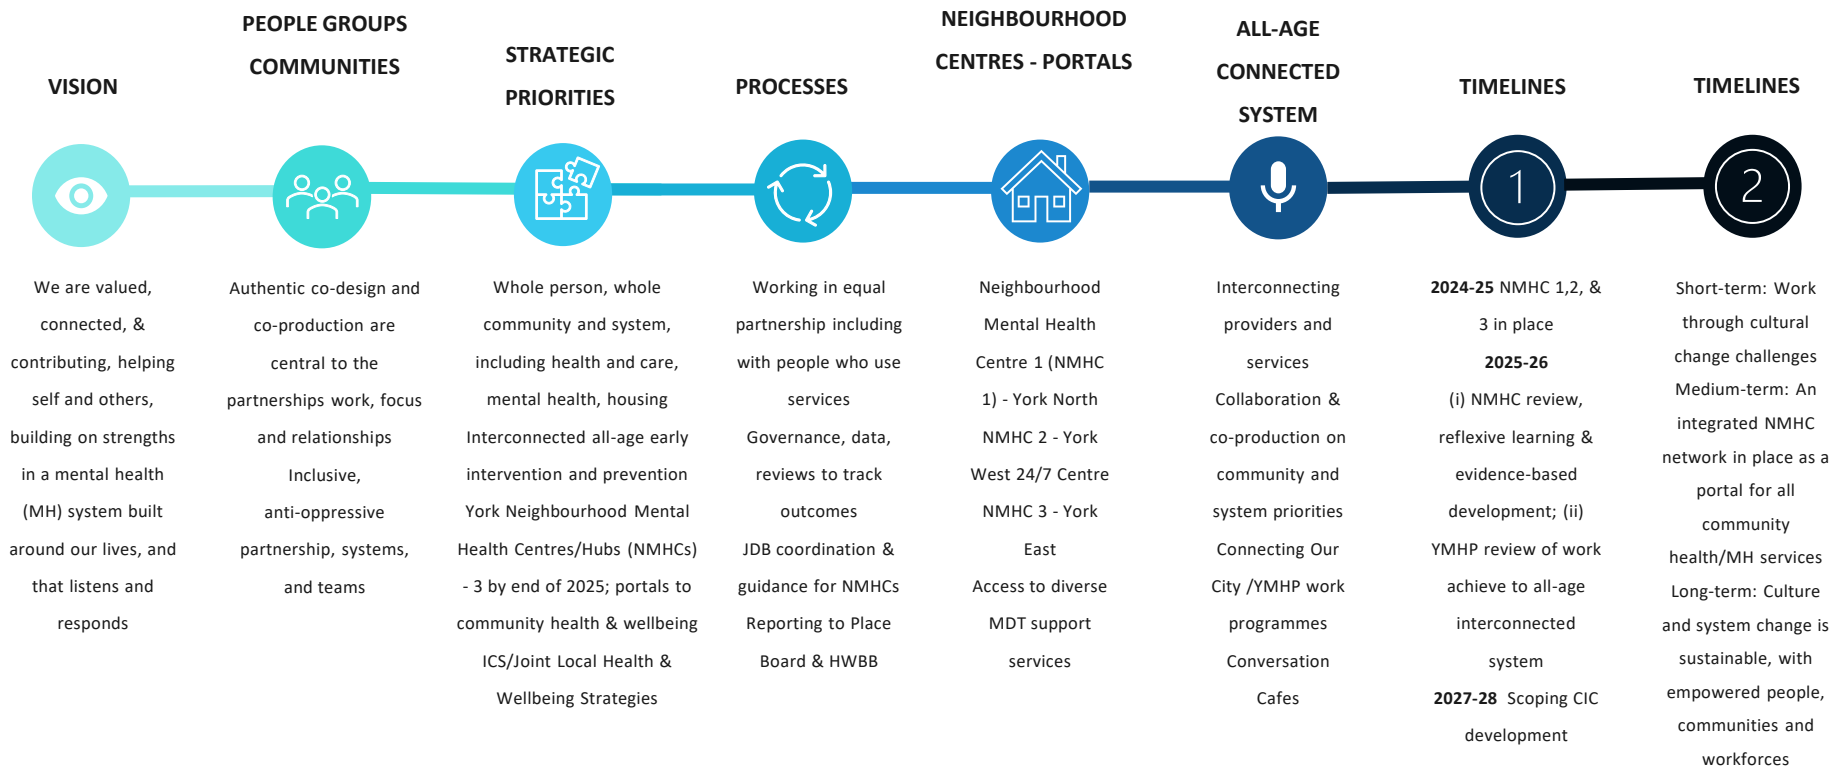 VISION
We are valued,
connected, &
contributing, helping
self and others,
building on strengths
in a mental health
(MH) system built
around our lives, and
that listens and
responds
PEOPLE GROUPS
COMMUNITIES
Authentic co-design and
co-production are
central to the
partnerships work, focus
and relationships
Inclusive,
anti-oppressive
partnership, systems,
and teams
STRATEGIC
PRIORITIES
Whole person, whole
community and system,
including health and care,
mental health, housing
Interconnected all-age early
intervention and prevention
York Neighbourhood Mental
Health Centres/Hubs (NMHCs)
- 3 by end of 2025; portals to
community health & wellbeing
ICS/Joint Local Health &
Wellbeing Strategies
PROCESSES
Working in equal
partnership including
with people who use
services
Governance, data,
reviews to track
outcomes
JDB coordination &
guidance for NMHCs
Reporting to Place
Board & HWBB
NEIGHBOURHOOD
CENTRES - PORTALS
Neighbourhood
Mental Health
Centre 1 (NMHC
1) - York North
NMHC 2 - York
West 24/7 Centre
NMHC 3 - York
East
Access to diverse
MDT support
services
ALL-AGE
CONNECTED
SYSTEM
Interconnecting
providers and
services
Collaboration &
co-production on
community and
system priorities
Connecting Our
City /YMHP work
programmes
Conversation
Cafes
TIMELINES
1
2024-25 NMHC 1,2, &
3 in place
2025-26
(i) NMHC review,
reflexive learning &
evidence-based
development; (ii)
YMHP review of work
achieve to all-age
interconnected
system
2027-28 Scoping CIC
development
TIMELINES
2
Short-term: Work
through cultural
change challenges
Medium-term: An
integrated NMHC
network in place as a
portal for all
community
health/MH services
Long-term: Culture
and system change is
sustainable, with
empowered people,
communities and
workforces